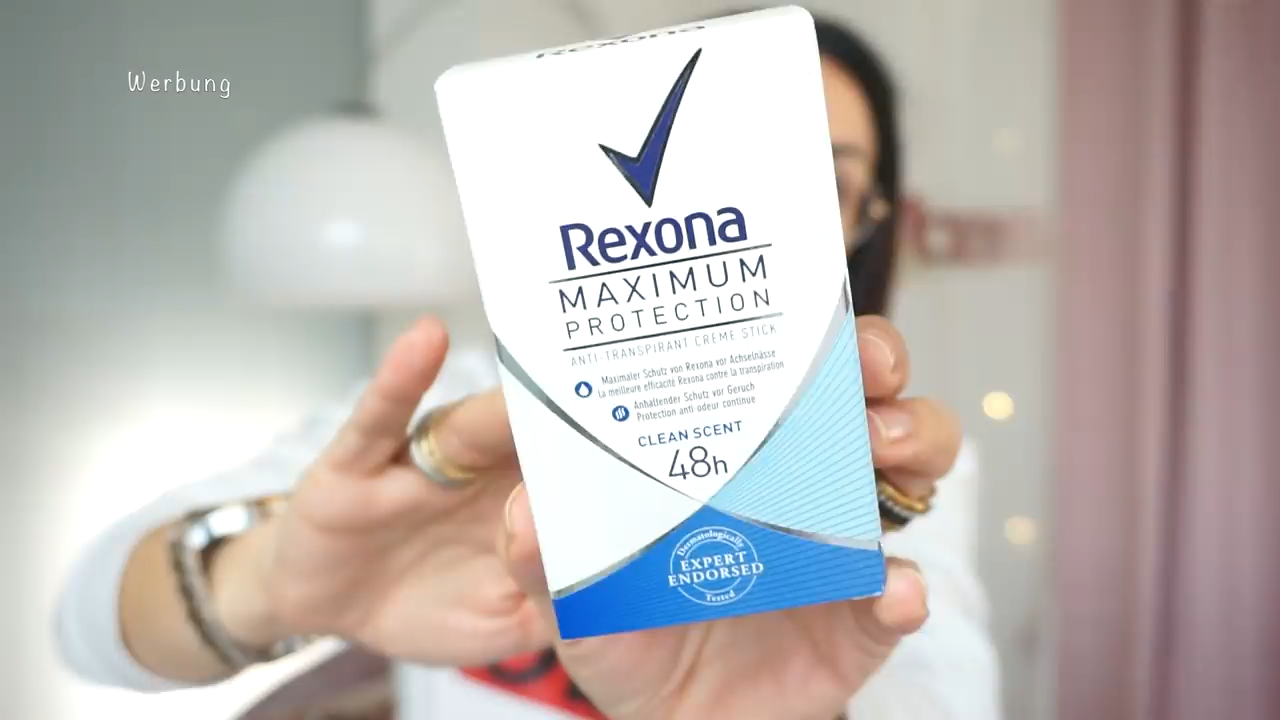 Werbung
Rexona
Rexona
MAXIMUM
PROTECTION
ANTI-TRANSPIRANT CREME STICK
Maximaler Schutz von Rexona vor Achselnässe
La meilleure efficacité Rexona contre la transpiration
Anhaltender Schutz vor Geruch
Protection anti-odeur continue
CLEAN SCENT
48h
Dermatologically
EXPERT
ENDORSED
Tested